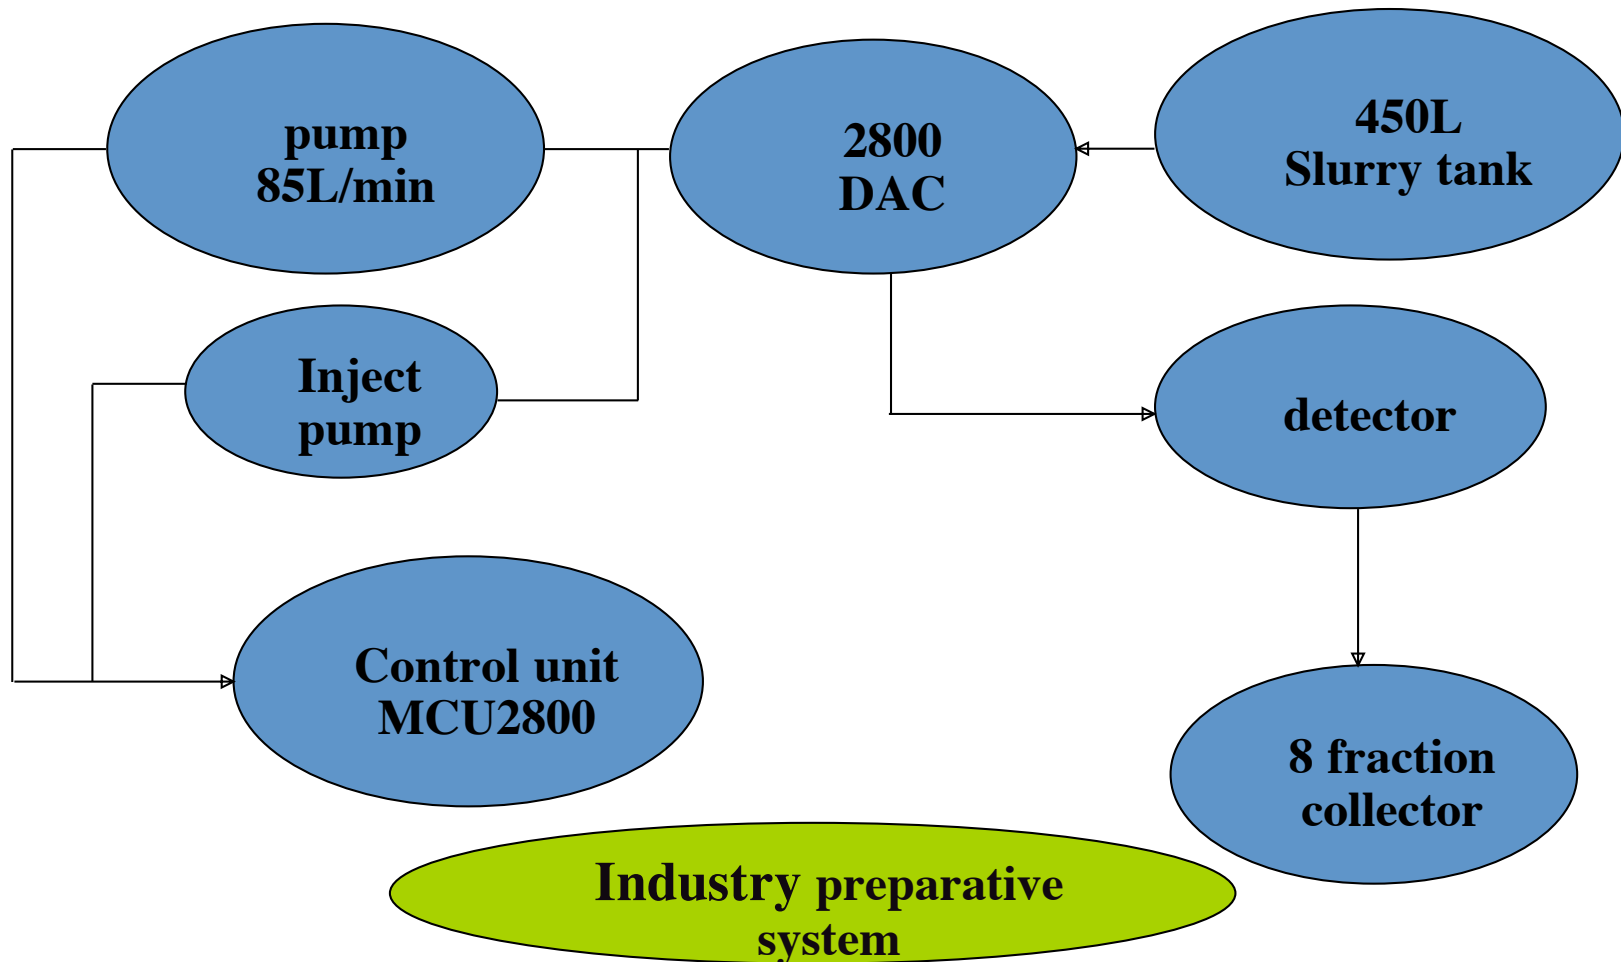 pump
85L/min
2800
DAC
450L
Slurry tank
Inject
pump
detector
Control unit
MCU2800
8 fraction
collector
Industry preparative
system